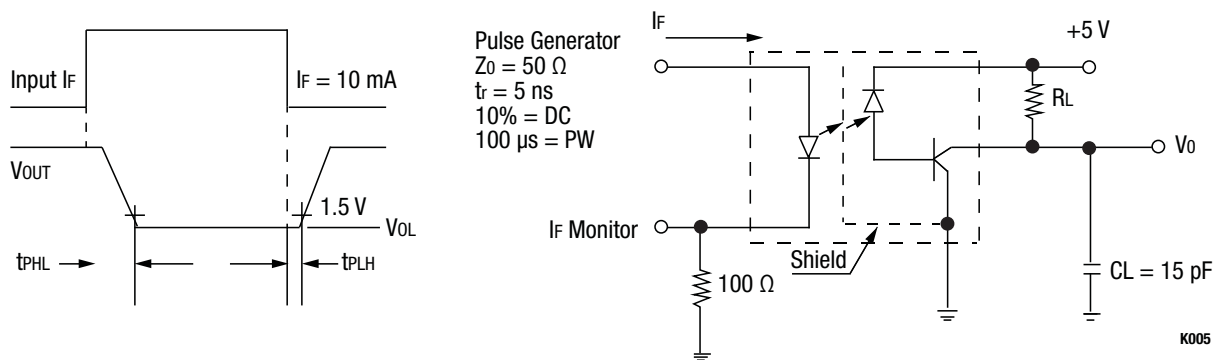 Input IF
IF = 10 mA
VOUT
1.5 V
VOL
tPHL
tPLH
Pulse Generator
Z0 = 50 Ω
tr = 5 ns
10% = DC
100 µs = PW
IF
+5 V
RL
V0
IF Monitor
Shield
100 Ω
CL = 15 pF
K005